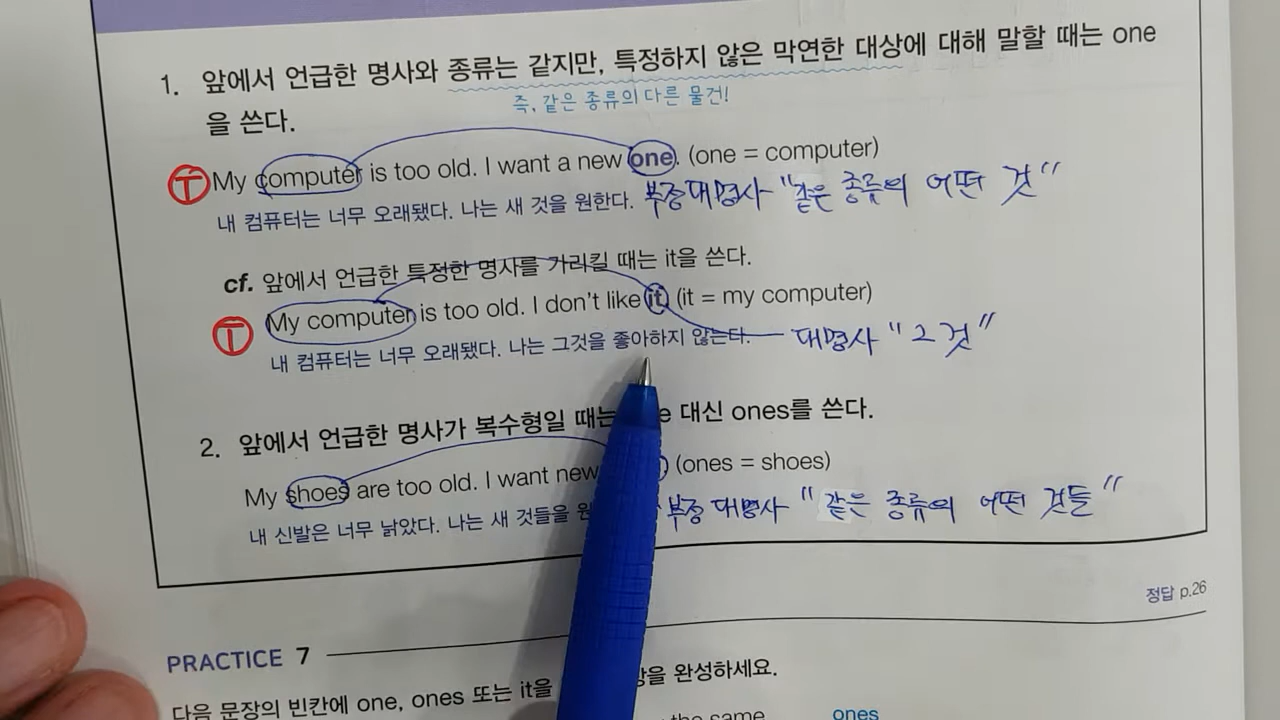 1. 앞에서 언급한 명사와 종류는 같지만, 특정하지 않은 막연한 대상에 대해 말할 때는 one
즉, 같은 종류의 다른 물건!
을 쓴다.
T My computer is too old. I want a new one. (one = computer)
내 컴퓨터는 너무 오래됐다. 나는 새 것을 원한다. 부정대명사 "같은 종류의 어떤 것"
cf. 앞에서 언급한 특정한 명사를 가리킬 때는 it을 쓴다.
T My computer is too old. I don't like it. (it = my computer)
내 컴퓨터는 너무 오래됐다. 나는 그것을 좋아하지 않는다. 대명사 "그것"
2. 앞에서 언급한 명사가 복수형일 때는 대신 ones를 쓴다.
My shoes are too old. I want new (ones = shoes)
내 신발은 너무 낡았다. 나는 새 것들을 부정대명사 "같은 종류의 어떤 것들"
정답 p.26
PRACTICE 7
다음 문장의 빈칸에 one, ones 또는 it을 완성하세요.
the same ones